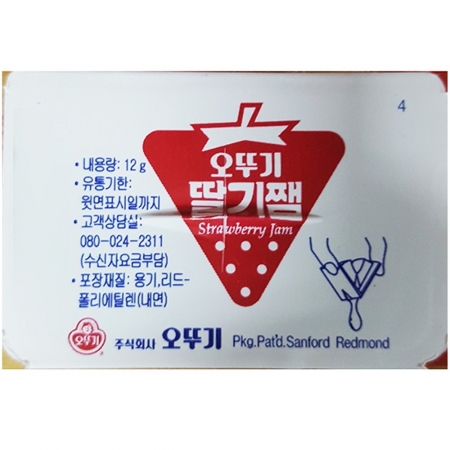 4
오뚜기
딸기쨈
Strawberry Jam
• 내용량: 12 g
• 유통기한:
윗면표시일까지
• 고객상담실:
080-024-2311
(수신자요금부담)
• 포장재질: 용기,리드-
폴리에틸렌(내면)
오뚜기 주식회사 오뚜기 Pkg.Pat'd.Sanford Redmond